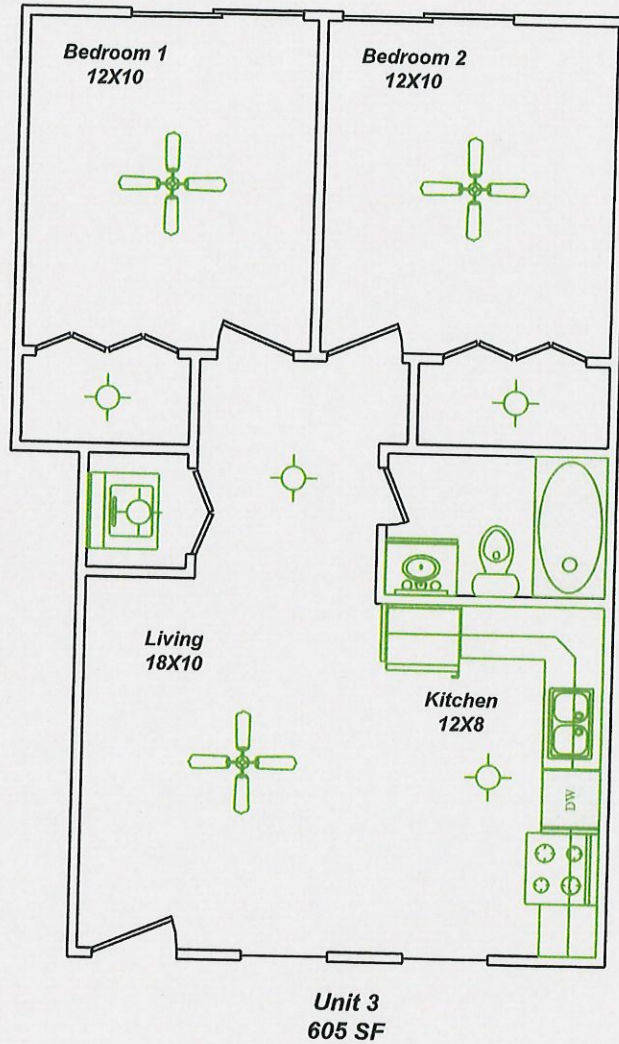 Bedroom 1
12X10
Bedroom 2
12X10
Living
18X10
Kitchen
12X8
DW
Unit 3
605 SF